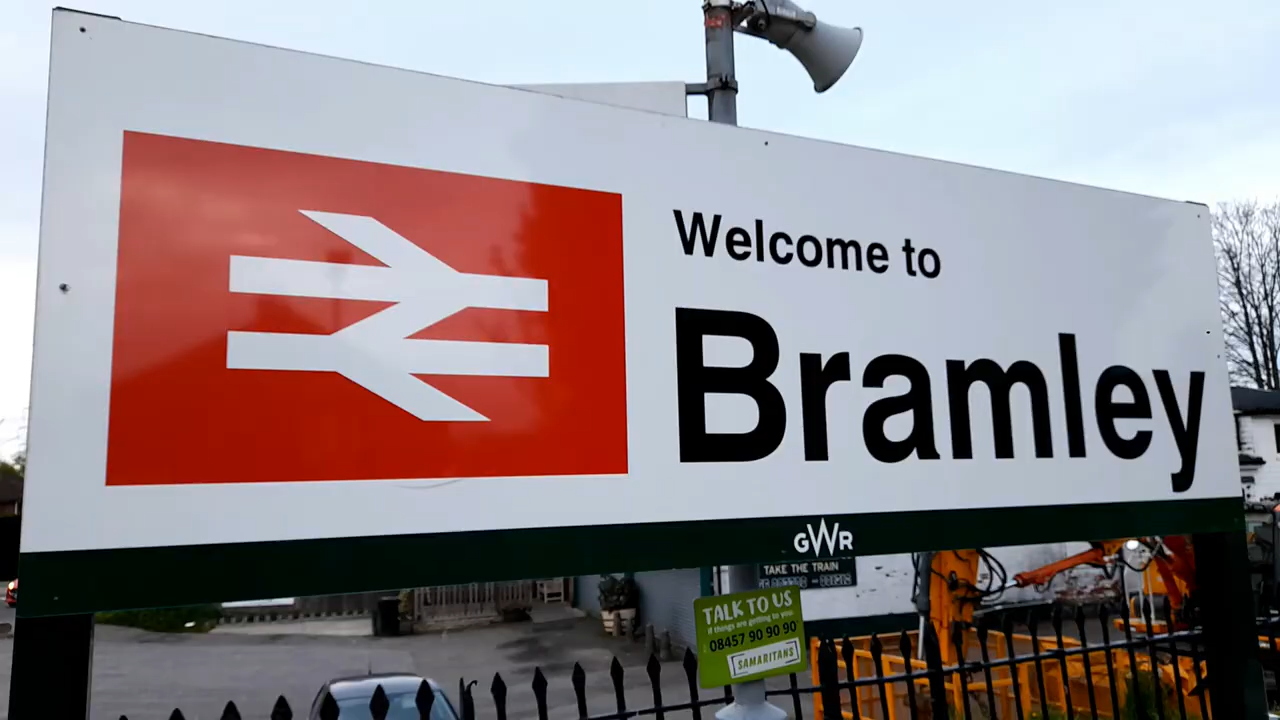 Welcome to
Bramley
GWR
TAKE THE TRAIN
TALK TO US
if things are getting to you
08457 90 90 90
SAMARITANS